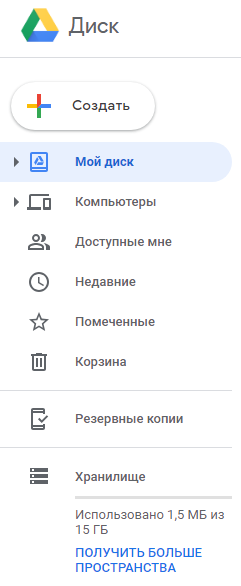 Диск
Создать
Мой диск
Компьютеры
Доступные мне
Недавние
Помеченные
Корзина
Резервные копии
Хранилище
Использовано 1,5 МБ из
15 ГБ
ПОЛУЧИТЬ БОЛЬШЕ
ПРОСТРАНСТВА